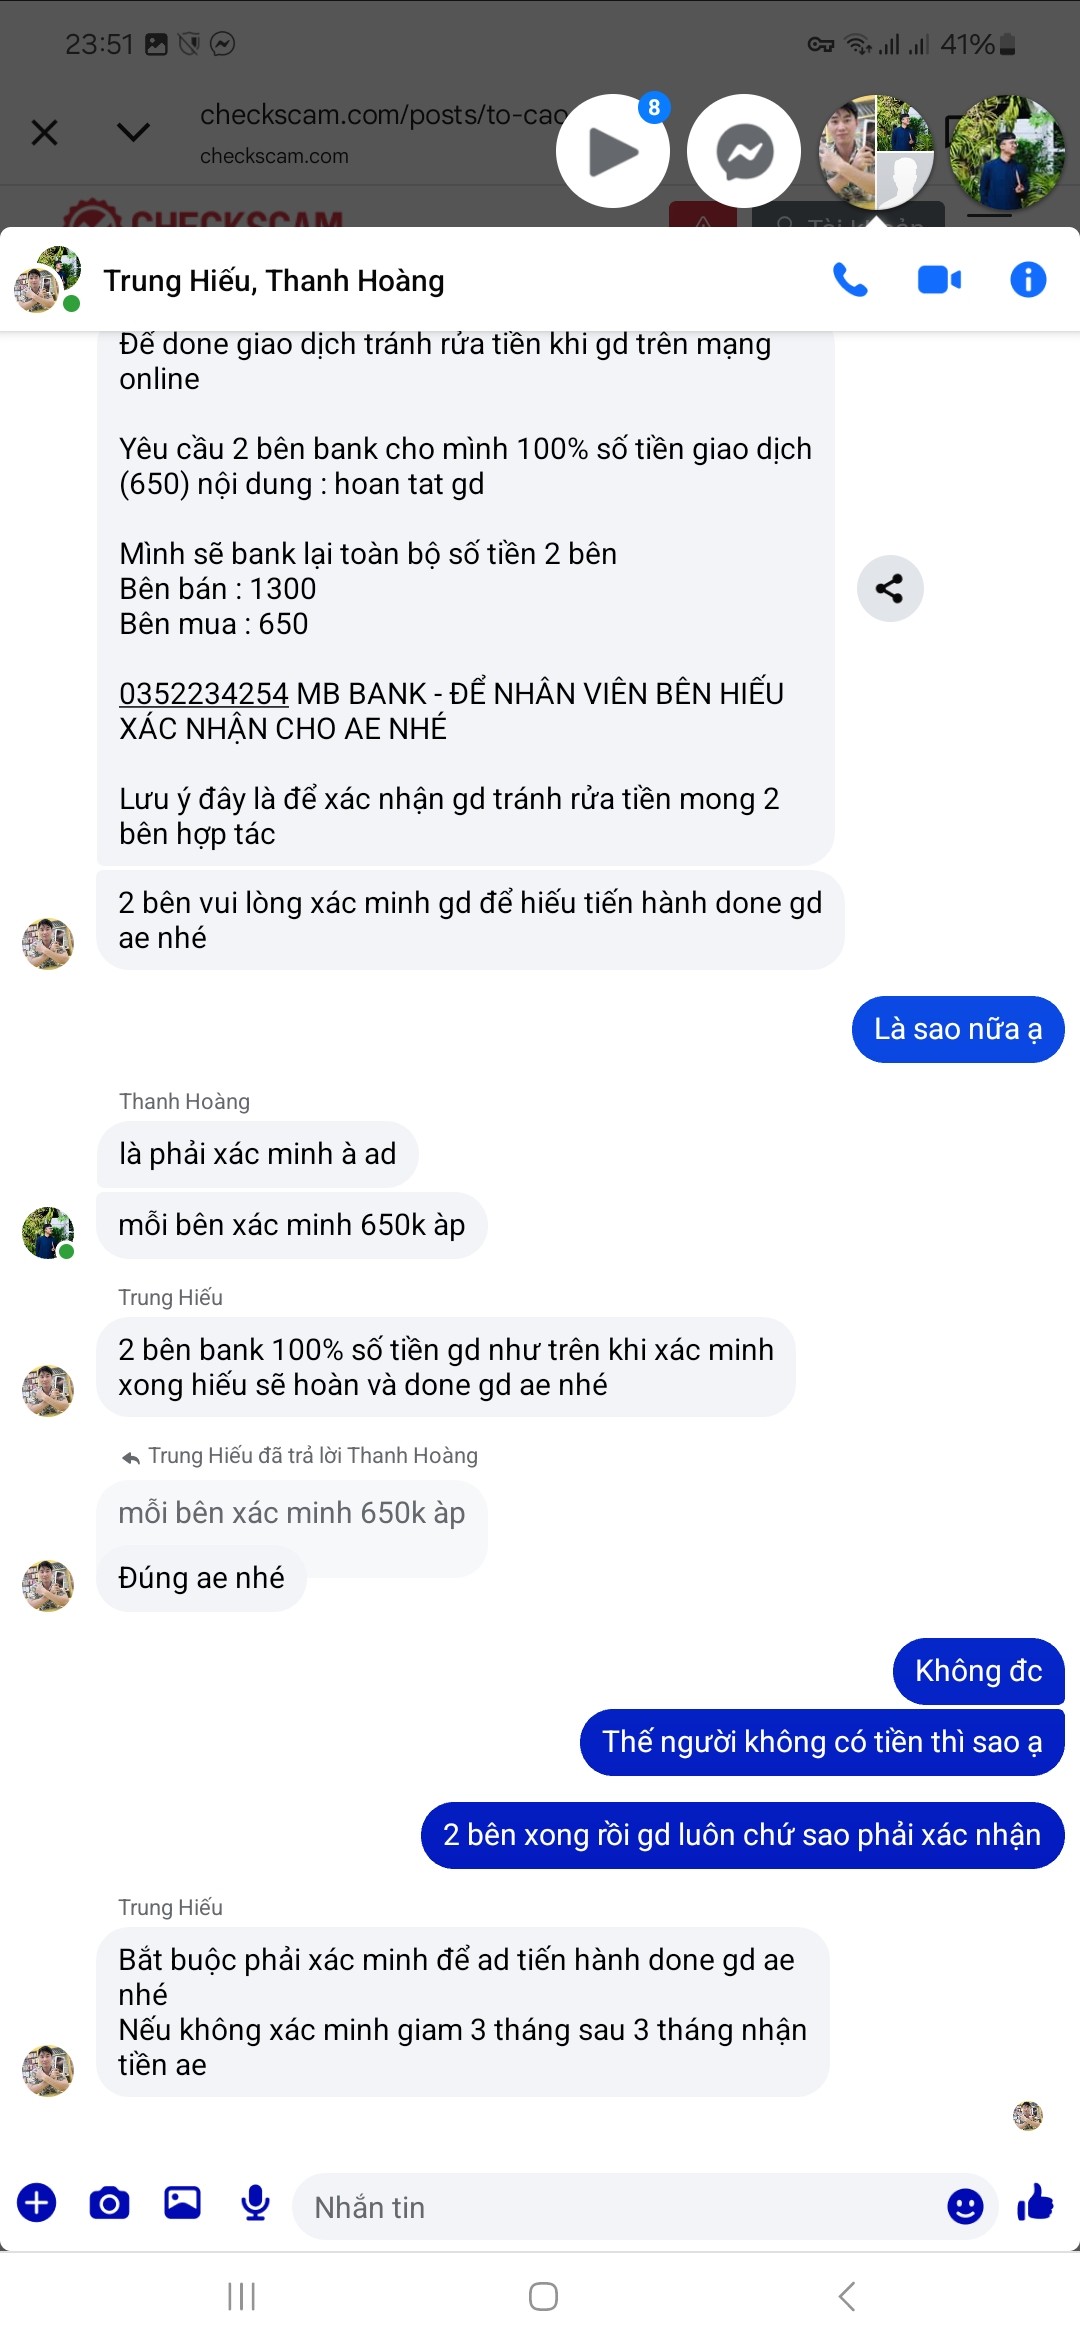 23:51
41%
checkscam.com/posts/to-cao
checkscam.com
8
CHECKSCAM
Tài khoản
Trung Hiếu, Thanh Hoàng
Để done giao dịch tránh rửa tiền khi gd trên mạng
online
Yêu cầu 2 bên bank cho mình 100% số tiền giao dịch
(650) nội dung : hoan tat gd
Mình sẽ bank lại toàn bộ số tiền 2 bên
Bên bán : 1300
Bên mua : 650
0352234254 MB BANK - ĐỂ NHÂN VIÊN BÊN HIẾU
XÁC NHẬN CHO AE NHÉ
Lưu ý đây là để xác nhận gd tránh rửa tiền mong 2
bên hợp tác
2 bên vui lòng xác minh gd để hiếu tiến hành done gd
ae nhé
Là sao nữa ạ
Thanh Hoàng
là phải xác minh à ad
mỗi bên xác minh 650k àp
Trung Hiếu
2 bên bank 100% số tiền gd như trên khi xác minh
xong hiếu sẽ hoàn và done gd ae nhé
Trung Hiếu đã trả lời Thanh Hoàng
mỗi bên xác minh 650k àp
Đúng ae nhé
Không đc
Thế người không có tiền thì sao ạ
2 bên xong rồi gd luôn chứ sao phải xác nhận
Trung Hiếu
Bắt buộc phải xác minh để ad tiến hành done gd ae
nhé
Nếu không xác minh giam 3 tháng sau 3 tháng nhận
tiền ae
Nhắn tin